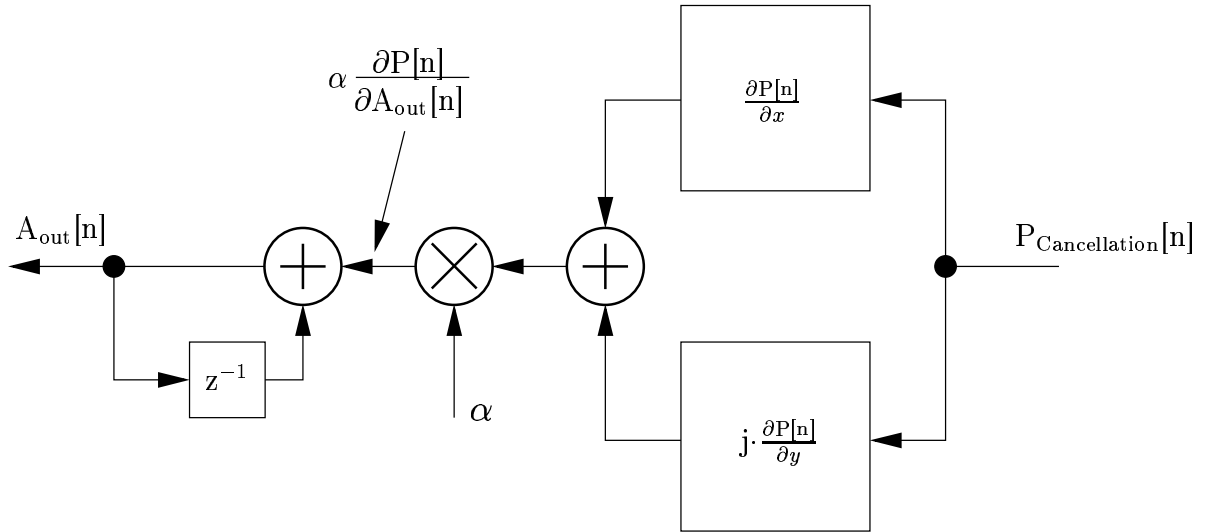 α ∂P[n] / ∂A_out[n]
∂P[n] / ∂x
A_out[n]
P_Cancellation[n]
z⁻¹
α
j·∂P[n] / ∂y